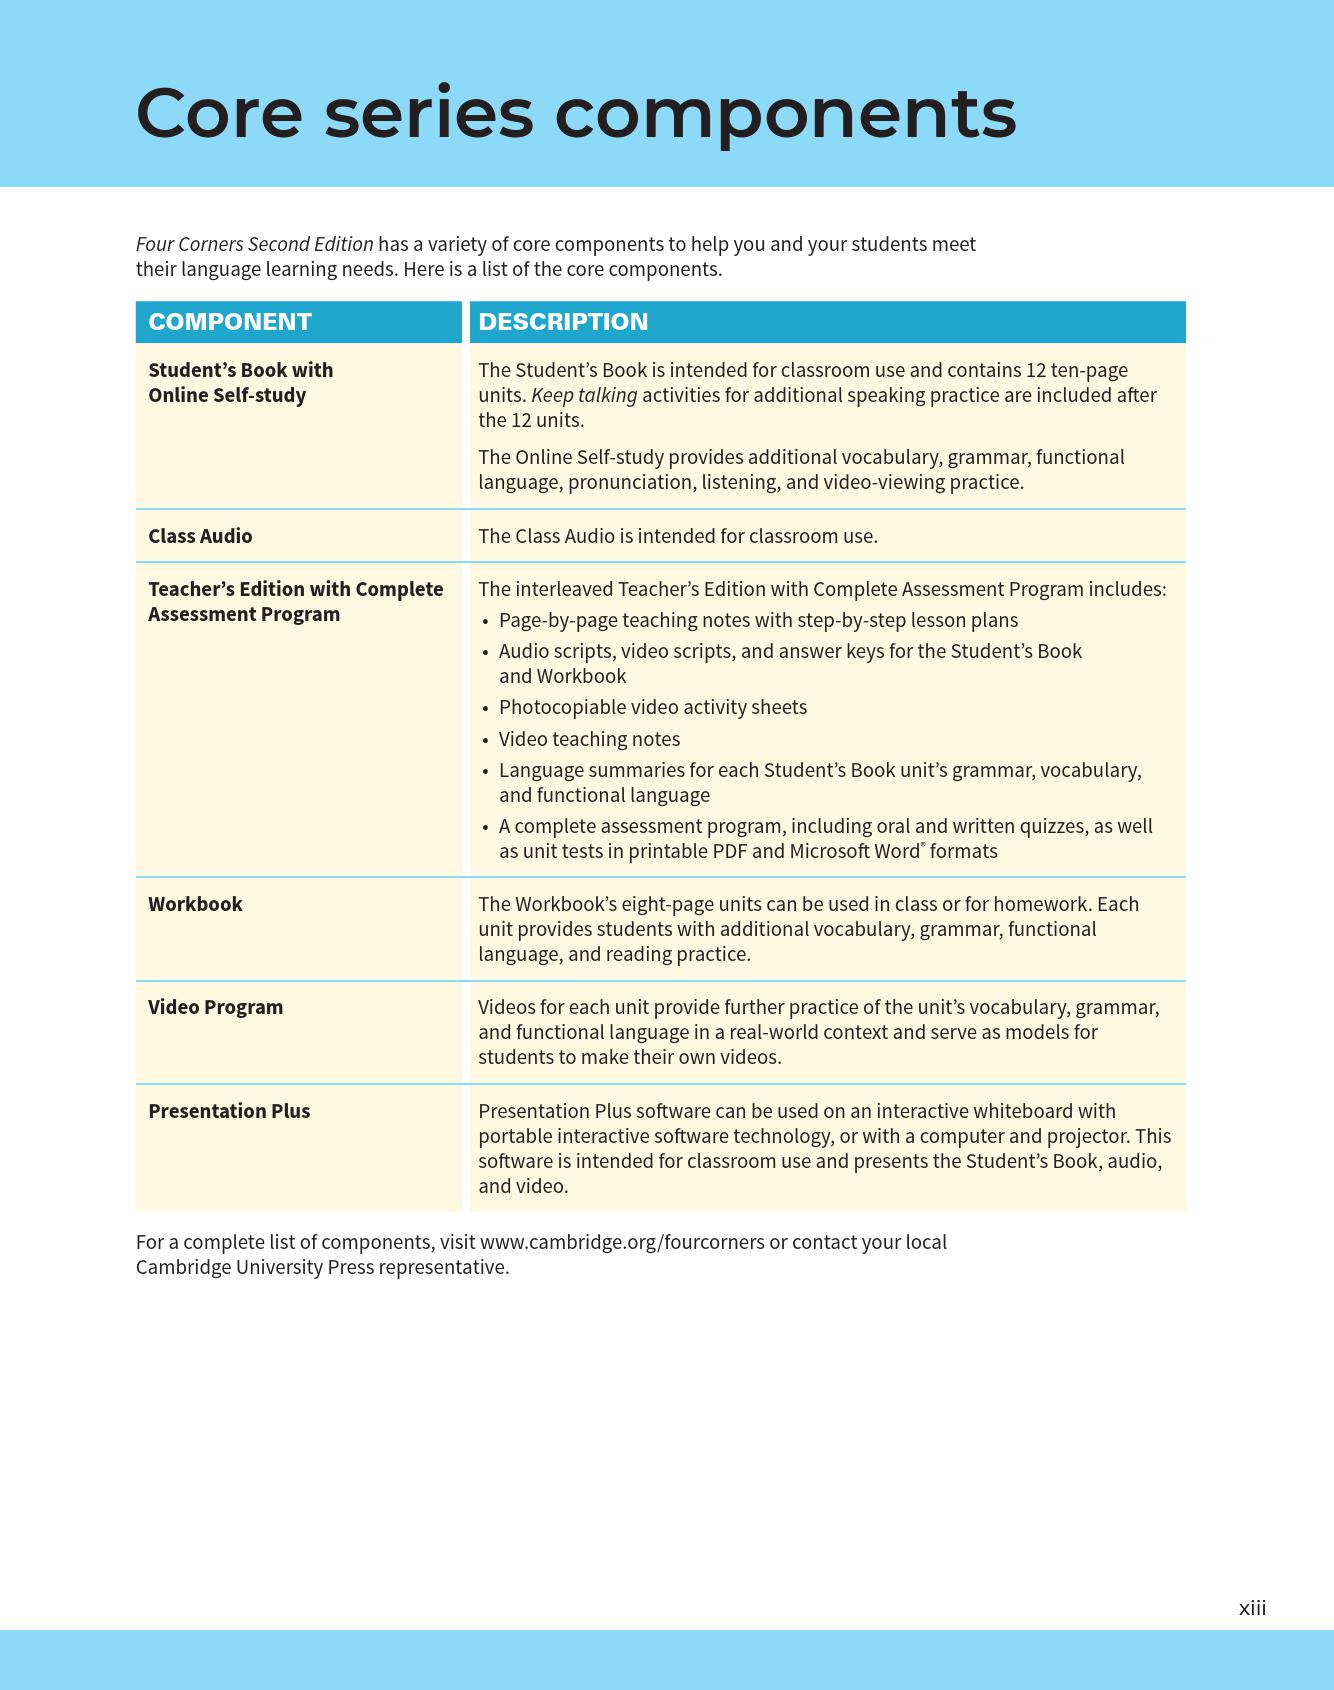 Core series components
Four Corners Second Edition has a variety of core components to help you and your students meet
their language learning needs. Here is a list of the core components.
COMPONENT
DESCRIPTION
Student’s Book with
Online Self-study
The Student’s Book is intended for classroom use and contains 12 ten-page
units. Keep talking activities for additional speaking practice are included after
the 12 units.
The Online Self-study provides additional vocabulary, grammar, functional
language, pronunciation, listening, and video-viewing practice.
Class Audio
The Class Audio is intended for classroom use.
Teacher’s Edition with Complete
Assessment Program
The interleaved Teacher’s Edition with Complete Assessment Program includes:
• Page-by-page teaching notes with step-by-step lesson plans
• Audio scripts, video scripts, and answer keys for the Student’s Book
and Workbook
• Photocopiable video activity sheets
• Video teaching notes
• Language summaries for each Student’s Book unit’s grammar, vocabulary,
and functional language
• A complete assessment program, including oral and written quizzes, as well
as unit tests in printable PDF and Microsoft Word® formats
Workbook
The Workbook’s eight-page units can be used in class or for homework. Each
unit provides students with additional vocabulary, grammar, functional
language, and reading practice.
Video Program
Videos for each unit provide further practice of the unit’s vocabulary, grammar,
and functional language in a real-world context and serve as models for
students to make their own videos.
Presentation Plus
Presentation Plus software can be used on an interactive whiteboard with
portable interactive software technology, or with a computer and projector. This
software is intended for classroom use and presents the Student’s Book, audio,
and video.
For a complete list of components, visit www.cambridge.org/fourcorners or contact your local
Cambridge University Press representative.
xiii